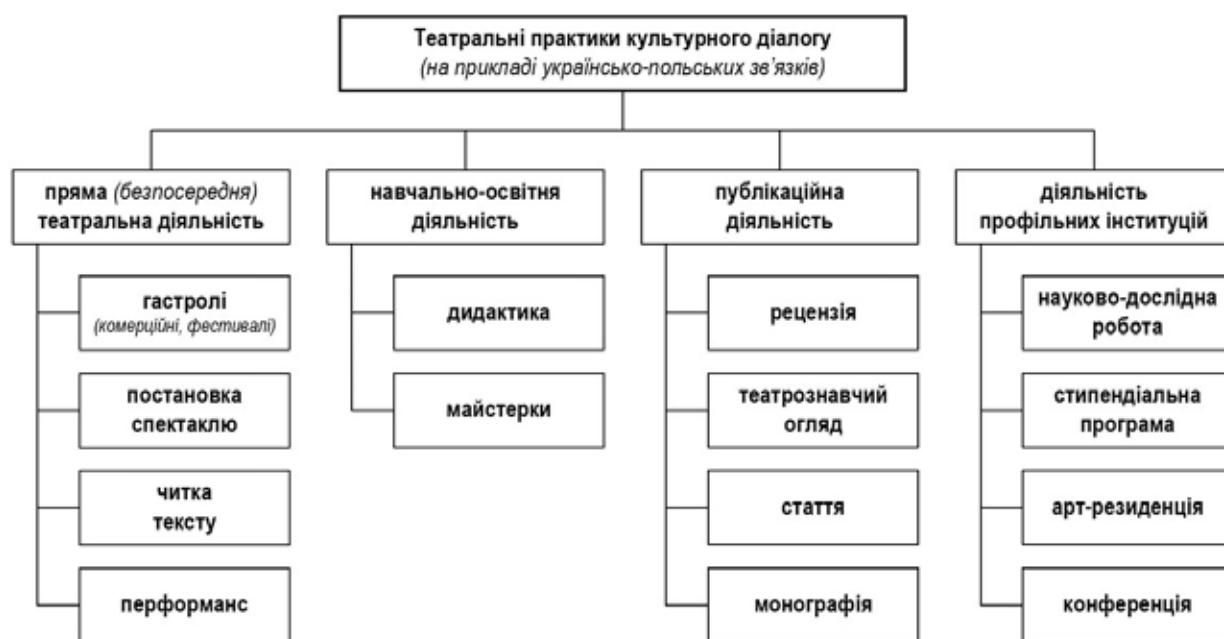 Театральні практики культурного діалогу
(на прикладі українсько-польських зв’язків)
пряма (безпосередня)
театральна діяльність
гастролі
(комерційні, фестивалі)
постановка
спектаклю
читка
тексту
перформанс
навчально-освітня
діяльність
дидактика
майстерки
публікаційна
діяльність
рецензія
театрознавчий
огляд
стаття
монографія
діяльність
профільних інституцій
науково-дослідна
робота
стипендіальна
програма
арт-резиденція
конференція